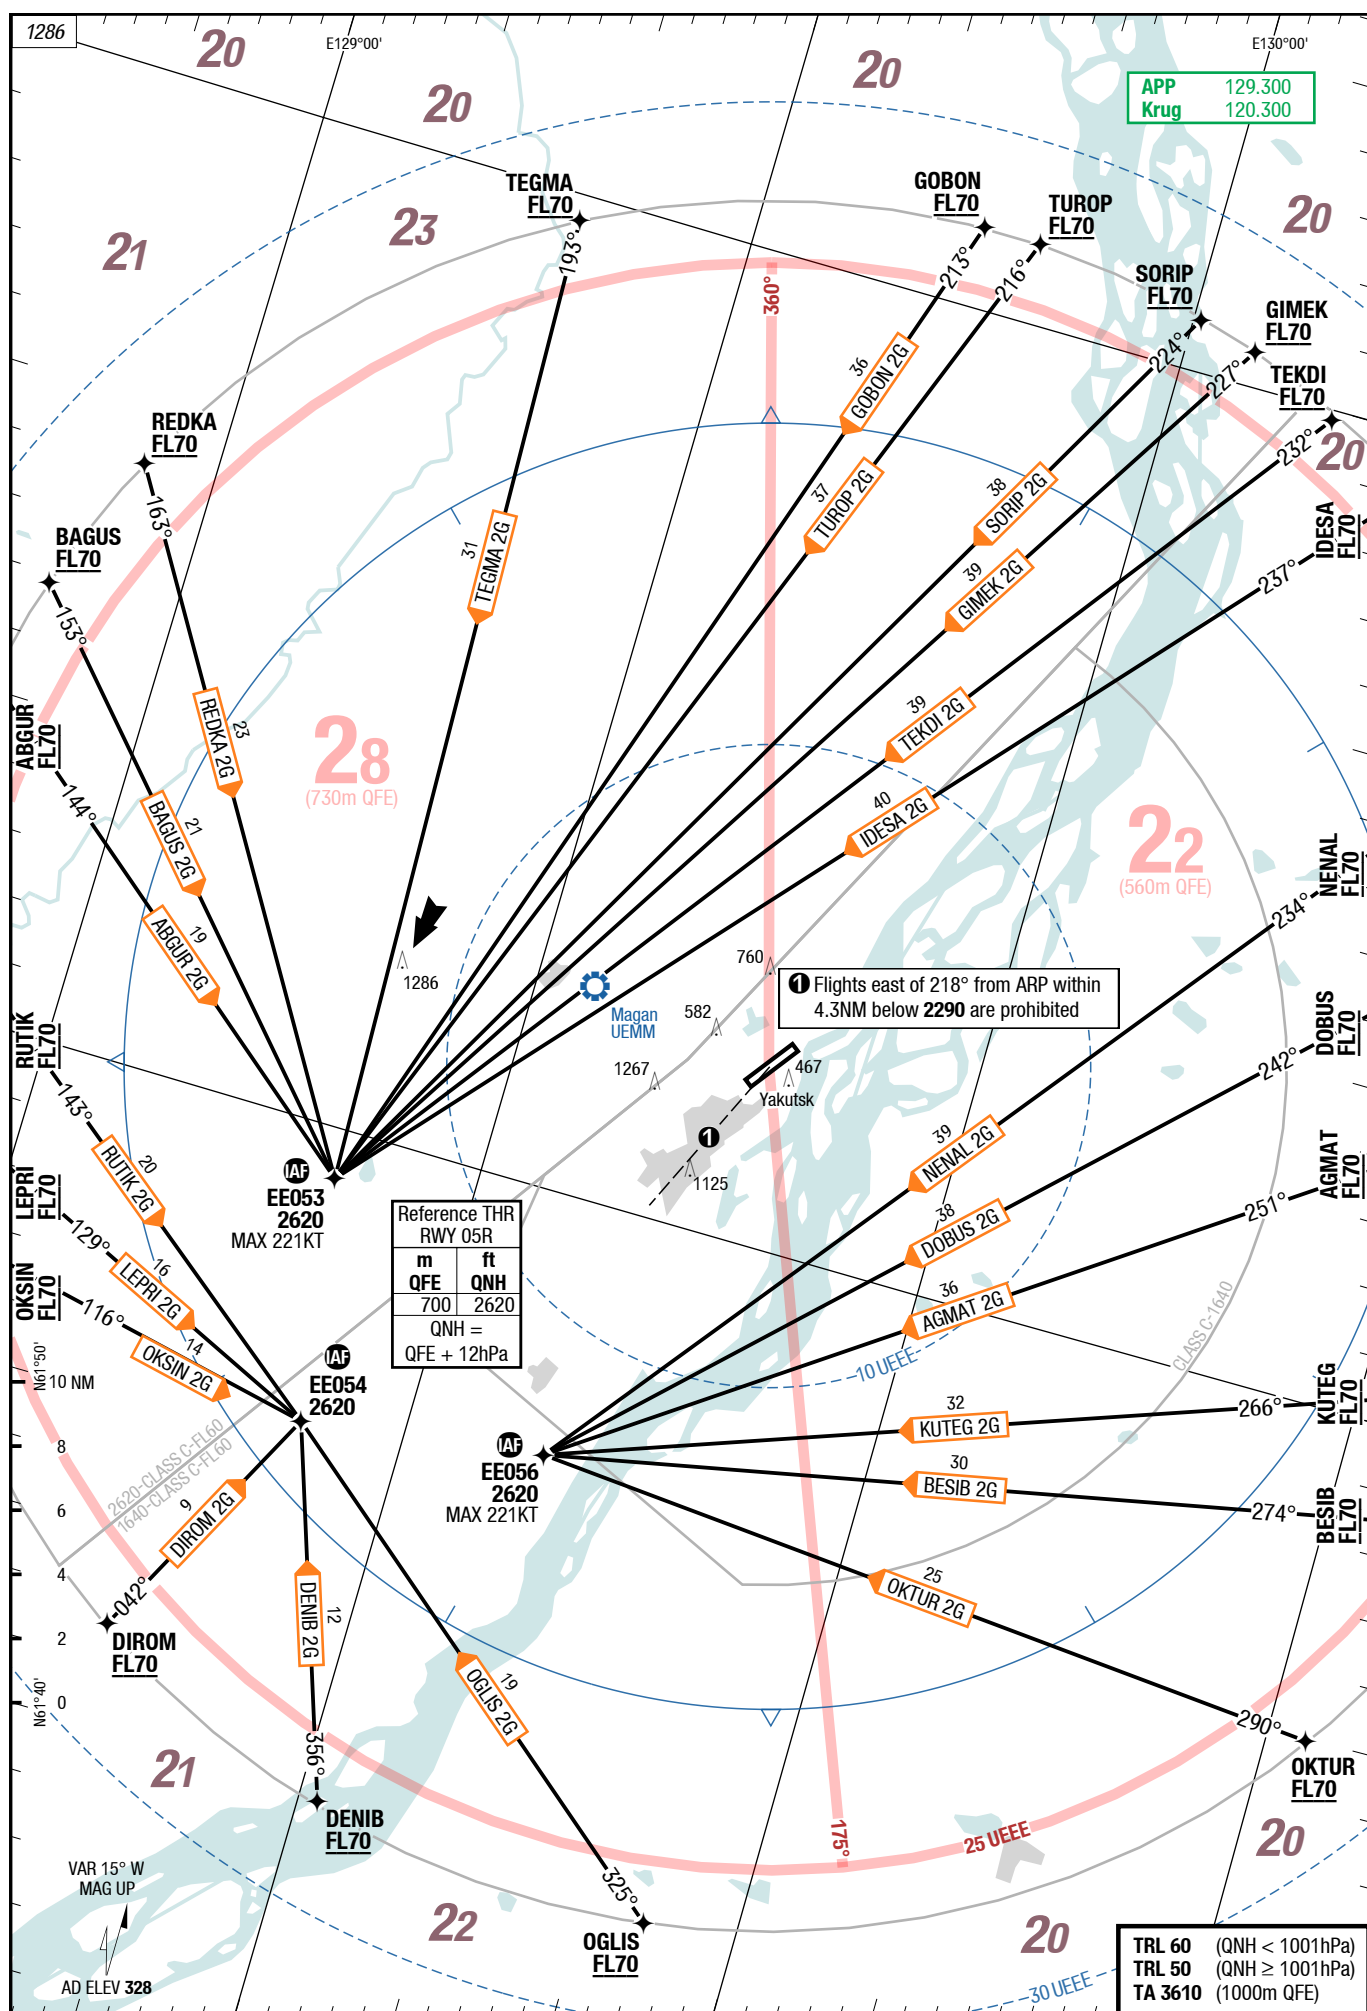 1286
E129°00'
E130°00'
20
20
20
APP 129.300
Krug 120.300
TEGMA
FL70
GOBON
FL70
TUROP
FL70
20
23
21
SORIP
FL70
GIMEK
FL70
TEKDI
FL70
20
193°
213°
216°
360°
224°
227°
232°
REDKA
FL70
163°
BAGUS
FL70
153°
IDESA
FL70
237°
36
GOBON 2G
37
TUROP 2G
38
SORIP 2G
39
GIMEK 2G
31
TEGMA 2G
ABGUR
FL70
144°
23
REDKA 2G
28
(730m QFE)
39
TEKDI 2G
40
IDESA 2G
21
BAGUS 2G
22
(560m QFE)
NENAL
FL70
234°
19
ABGUR 2G
1286
Magan
UEMM
760
582
1267
467
Yakutsk
1 Flights east of 218° from ARP within
4.3NM below 2290 are prohibited
RUTIK
FL70
143°
DOBUS
FL70
242°
1
1125
39
NENAL 2G
20
RUTIK 2G
IAF
EE053
2620
MAX 221KT
LEPRI
FL70
129°
AGMAT
FL70
251°
38
DOBUS 2G
Reference THR
RWY 05R
m ft
QFE QNH
700 2620
QNH =
QFE + 12hPa
16
LEPRI 2G
OKSIN
FL70
116°
36
AGMAT 2G
CLASS C-1640
14
OKSIN 2G
10 UEEE
IAF
EE054
2620
N61°50'
10 NM
8
6
4
2
0
N61°40'
32
KUTEG 2G
266°
KUTEG
FL70
IAF
EE056
2620
MAX 221KT
30
BESIB 2G
274°
BESIB
FL70
2620-CLASS C-FL60
1640-CLASS C-FL60
9
DIROM 2G
042°
DIROM
FL70
12
DENIB 2G
25
OKTUR 2G
19
OGLIS 2G
356°
DENIB
FL70
290°
OKTUR
FL70
21
175°
25 UEEE
20
325°
OGLIS
FL70
22
20
VAR 15° W
MAG UP
AD ELEV 328
30 UEEE
TRL 60 (QNH < 1001hPa)
TRL 50 (QNH ≥ 1001hPa)
TA 3610 (1000m QFE)